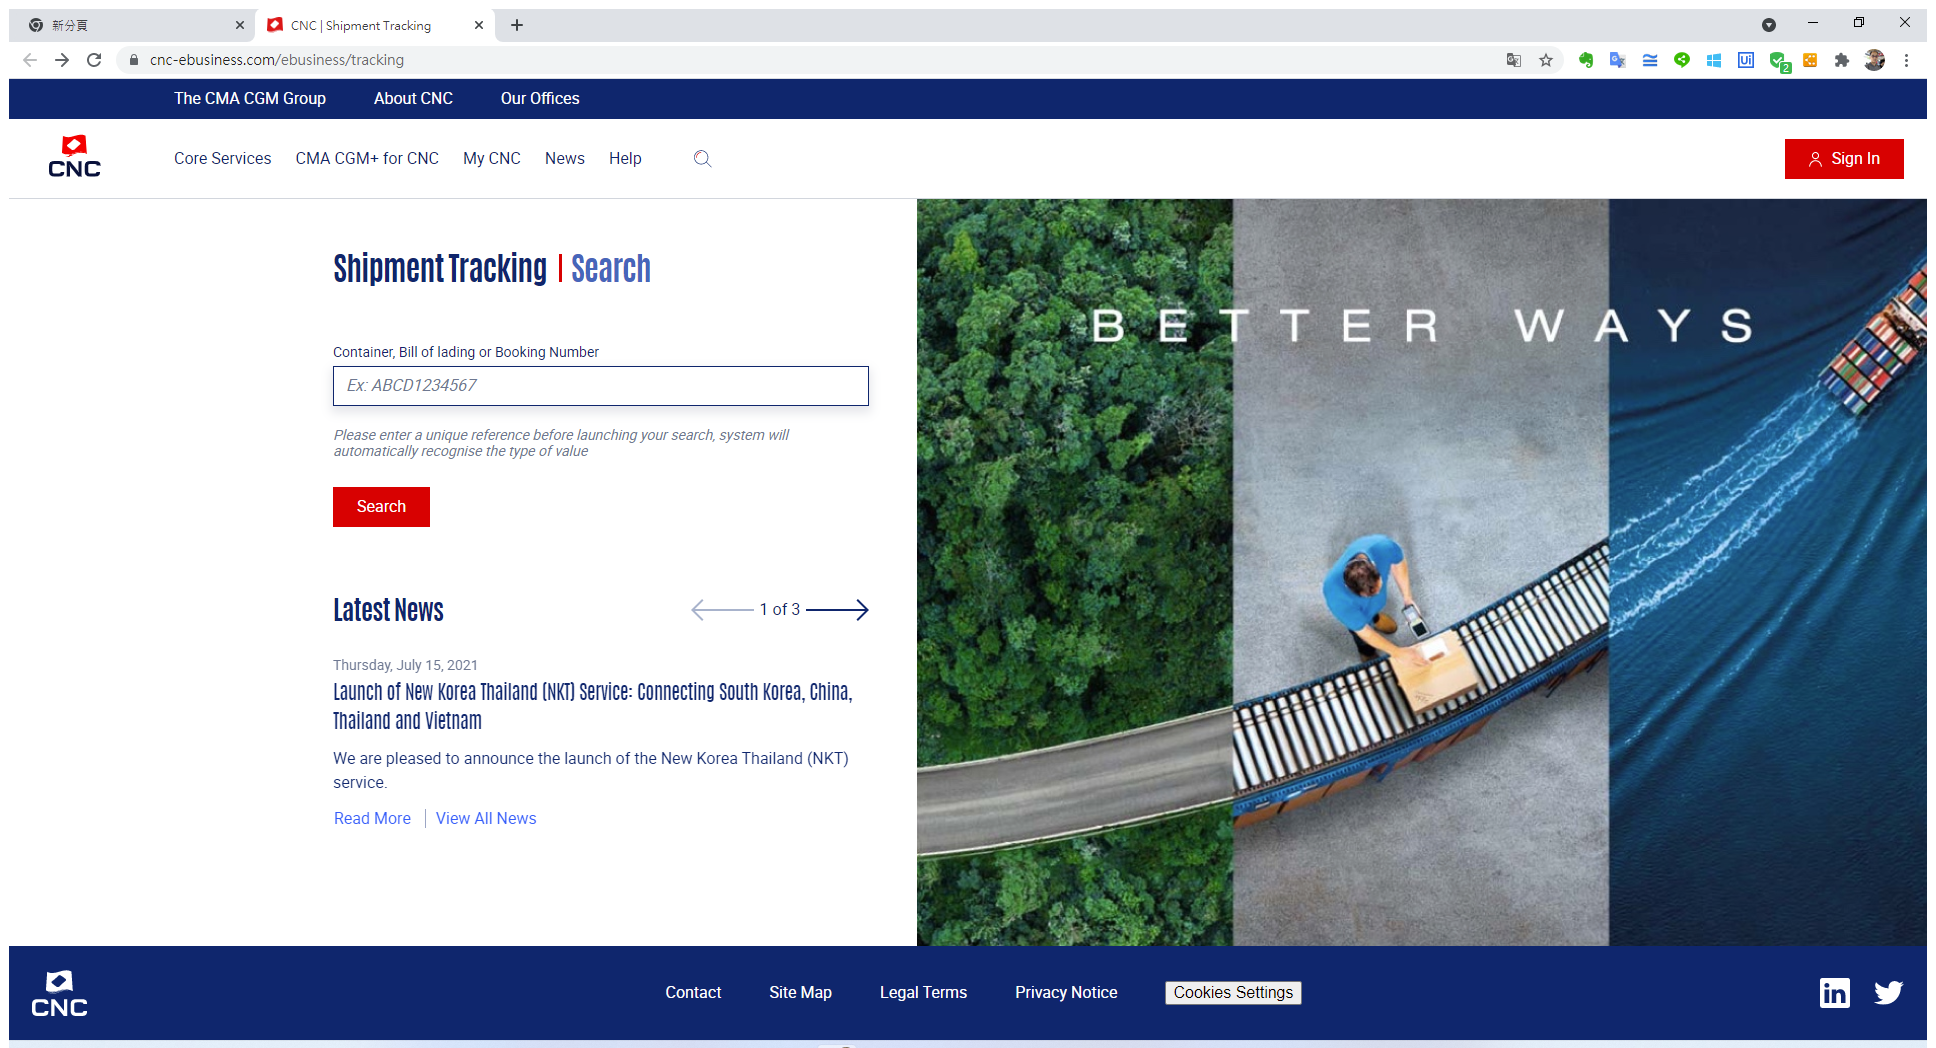 新分頁
CNC | Shipment Tracking
cnc-ebusiness.com/ebusiness/tracking
2
The CMA CGM Group About CNC Our Offices
CNC
Core Services CMA CGM+ for CNC My CNC News Help
Sign In
Shipment Tracking | Search
BETTER WAYS
Container, Bill of lading or Booking Number
Ex: ABCD1234567
Please enter a unique reference before launching your search, system will
automatically recognise the type of value
Search
Latest News
1 of 3
Thursday, July 15, 2021
Launch of New Korea Thailand (NKT) Service: Connecting South Korea, China,
Thailand and Vietnam
We are pleased to announce the launch of the New Korea Thailand (NKT)
service.
Read More | View All News
CNC
Contact Site Map Legal Terms Privacy Notice Cookies Settings
in